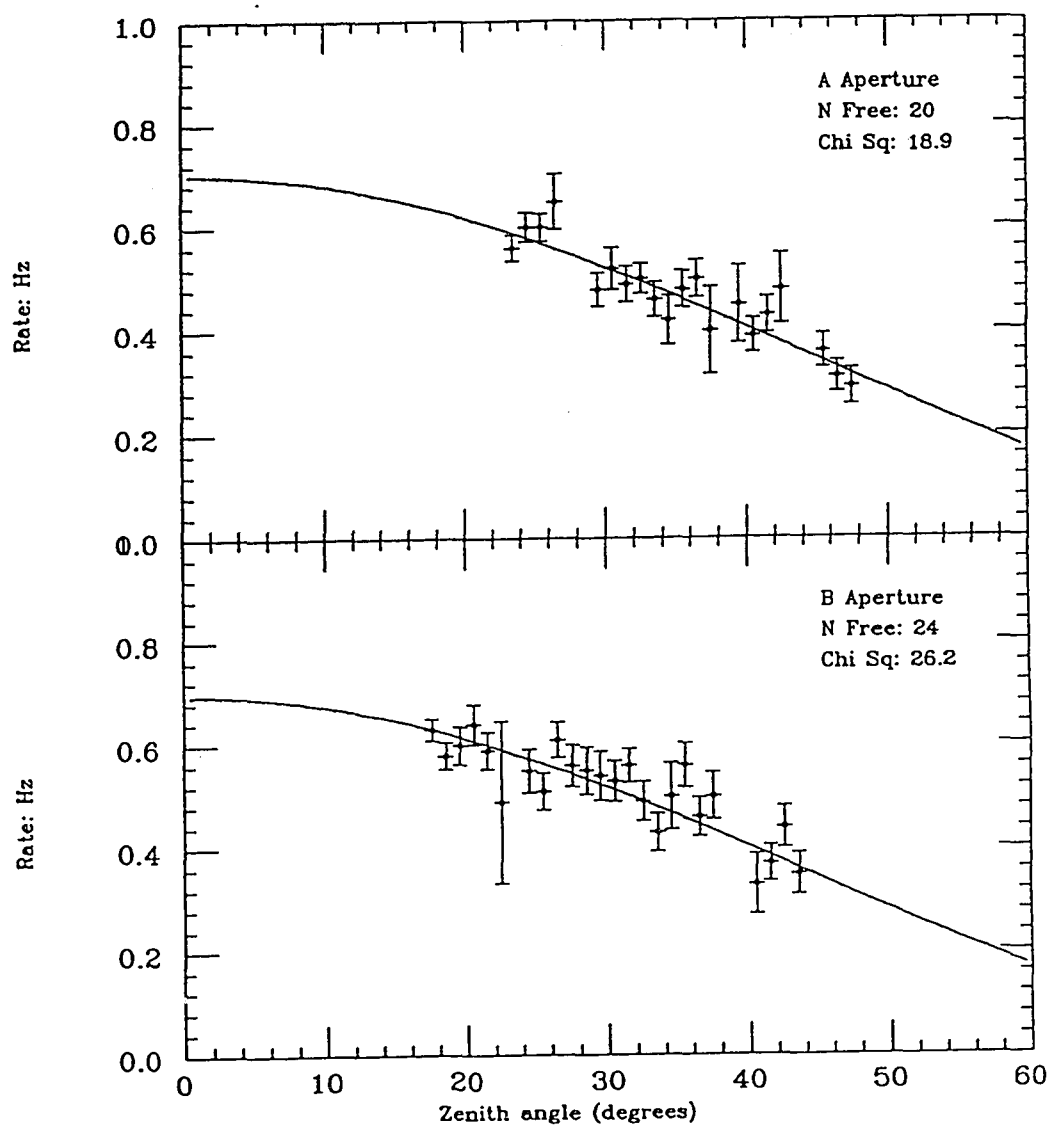 1.0
A Aperture
N Free: 20
Chi Sq: 18.9
0.8
0.6
Rate: Hz
0.4
0.2
0.0
B Aperture
N Free: 24
Chi Sq: 26.2
0.8
0.6
Rate: Hz
0.4
0.2
0.0
0 10 20 30 40 50 60
Zenith angle (degrees)